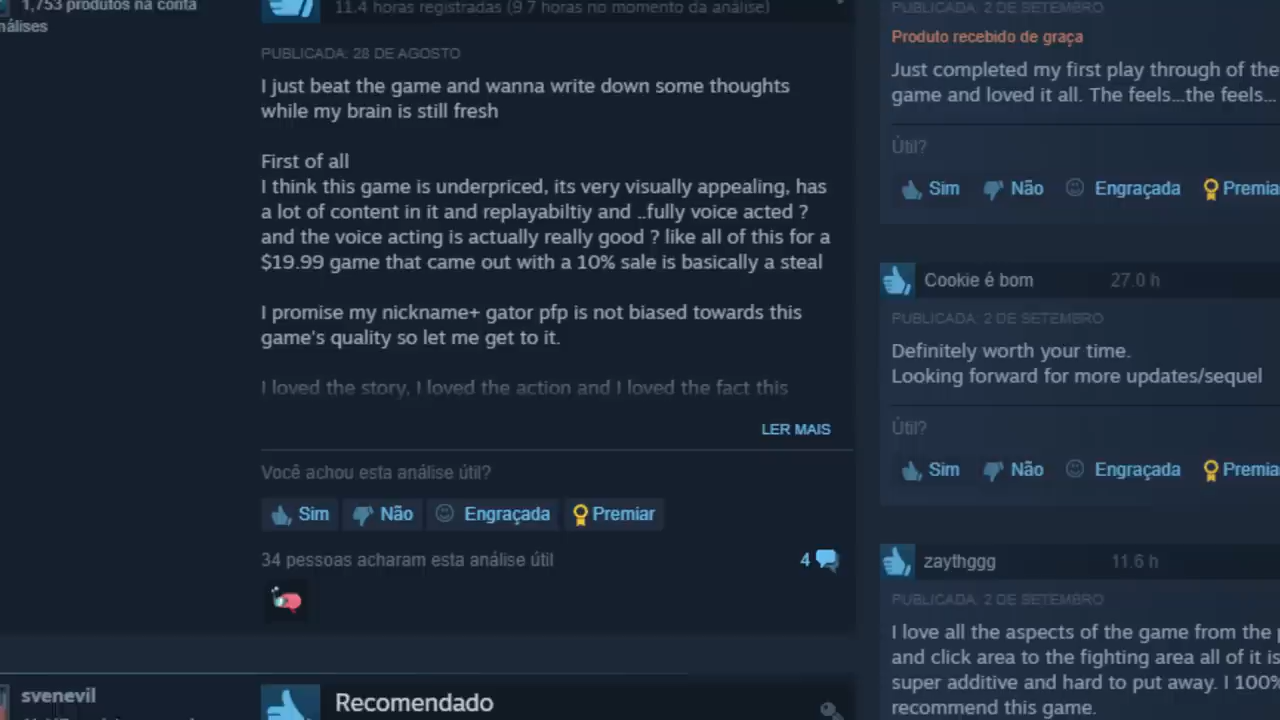 1,753 produtos na conta
nálises
11.4 horas registradas (9.7 horas no momento da análise)
PUBLICADA: 28 DE AGOSTO
I just beat the game and wanna write down some thoughts
while my brain is still fresh
First of all
I think this game is underpriced, its very visually appealing, has
a lot of content in it and replayabiltiy and ..fully voice acted ?
and the voice acting is actually really good ? like all of this for a
$19.99 game that came out with a 10% sale is basically a steal
I promise my nickname+ gator pfp is not biased towards this
game's quality so let me get to it.
I loved the story, I loved the action and I loved the fact this
LER MAIS
Você achou esta análise útil?
Sim
Não
Engraçada
Premiar
34 pessoas acharam esta análise útil
4
svenevil
Recomendado
PUBLICADA: 2 DE SETEMBRO
Produto recebido de graça
Just completed my first play through of the
game and loved it all. The feels...the feels...
Útil?
Sim
Não
Engraçada
Premia
Cookie é bom
27.0 h
PUBLICADA: 2 DE SETEMBRO
Definitely worth your time.
Looking forward for more updates/sequel
Útil?
Sim
Não
Engraçada
Premia
zaythggg
11.6 h
PUBLICADA: 2 DE SETEMBRO
I love all the aspects of the game from the
and click area to the fighting area all of it is
super additive and hard to put away. I 100%
recommend this game.